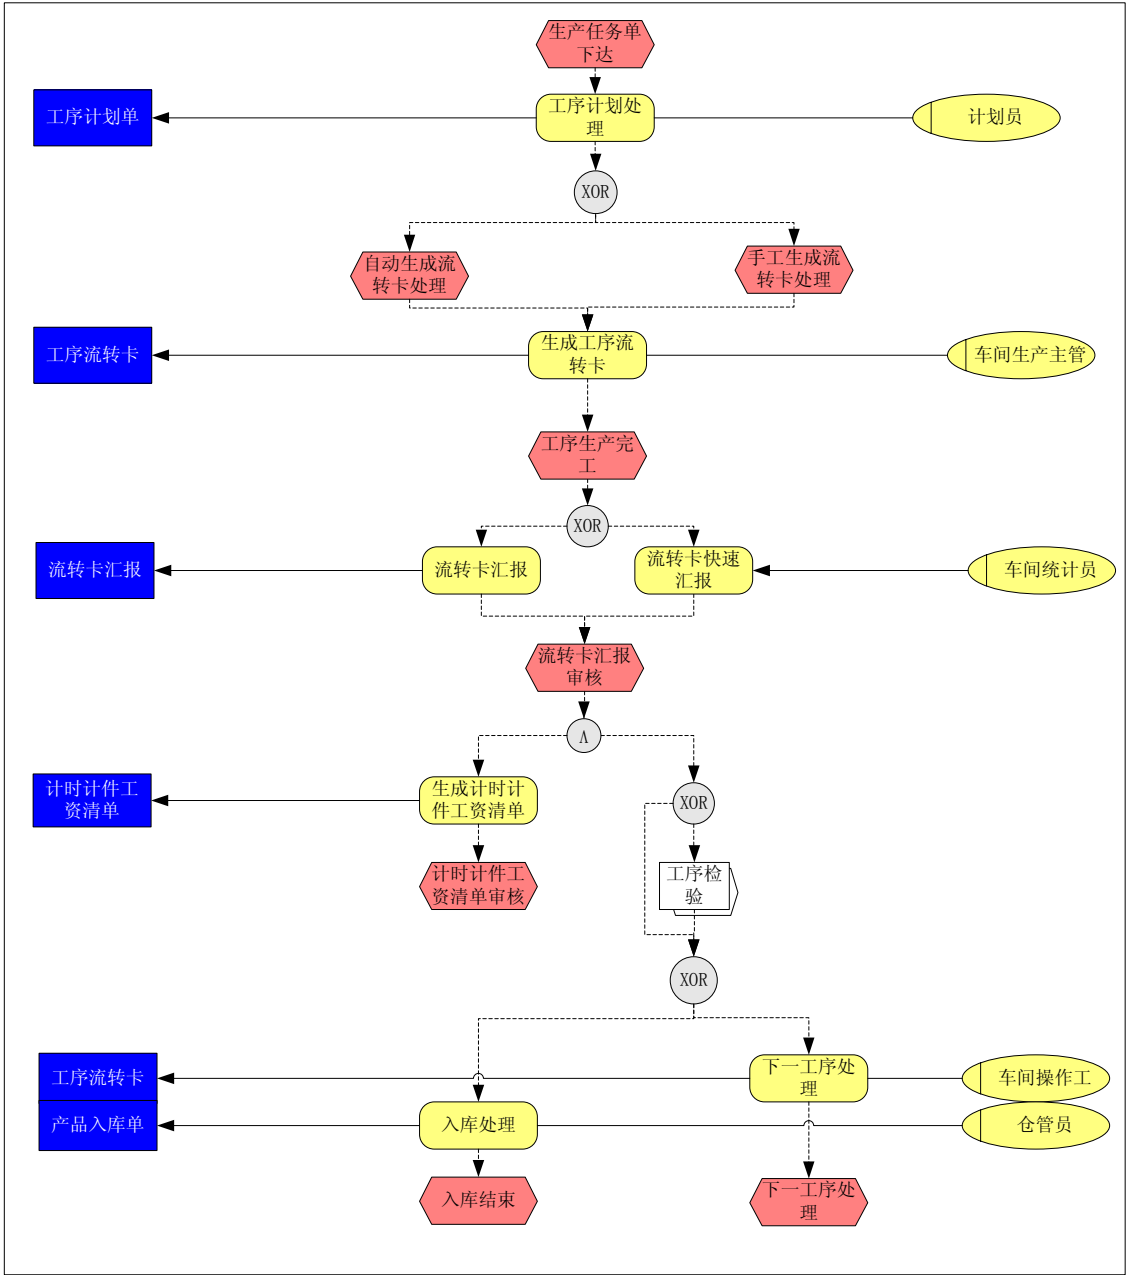 生产任务单
下达
工序计划单
工序计划处
理
计划员
XOR
自动生成流
转卡处理
手工生成流
转卡处理
工序流转卡
生成工序流
转卡
车间生产主管
工序生产完
工
XOR
流转卡汇报
流转卡汇报
流转卡快速
汇报
车间统计员
流转卡汇报
审核
Λ
计时计件工
资清单
生成计时计
件工资清单
XOR
计时计件工
资清单审核
工序检
验
XOR
工序流转卡
下一工序处
理
车间操作工
产品入库单
入库处理
仓管员
入库结束
下一工序处
理